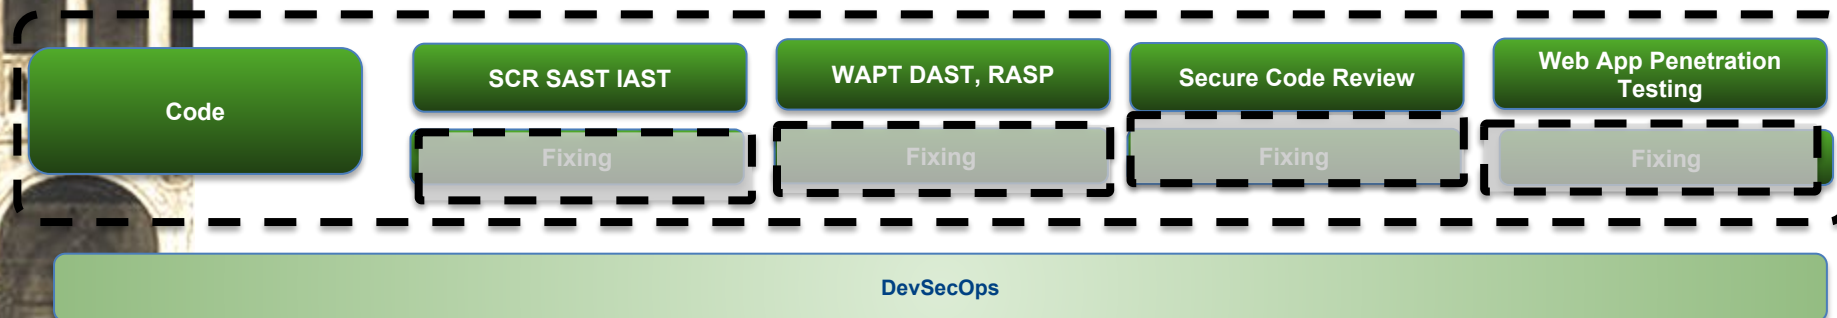 Code
SCR SAST IAST
WAPT DAST, RASP
Secure Code Review
Web App Penetration
Testing
Fixing
Fixing
Fixing
Fixing
DevSecOps